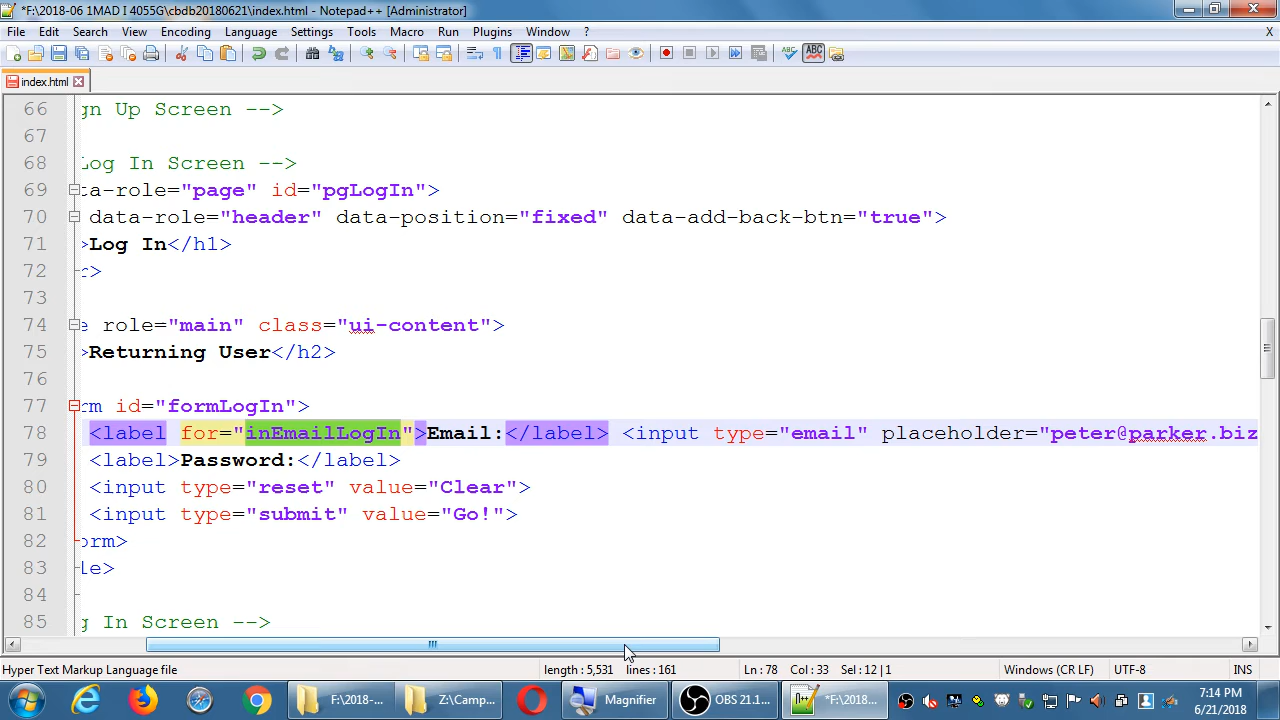 *F:\2018-06 1MAD I 4055G\cbdb20180621\index.html - Notepad++ [Administrator]
File Edit Search View Encoding Language Settings Tools Macro Run Plugins Window ? X
index.html
66 gn Up Screen -->
67
68 Log In Screen -->
69 ta-role="page" id="pgLogIn">
70 data-role="header" data-position="fixed" data-add-back-btn="true">
71 >Log In</h1>
72 r>
73
74 e role="main" class="ui-content">
75 >Returning User</h2>
76
77 rm id="formLogIn">
78 <label for="inEmailLogIn">Email:</label> <input type="email" placeholder="peter@parker.biz
79 <label>Password:</label>
80 <input type="reset" value="Clear">
81 <input type="submit" value="Go!">
82 orm>
83 le>
84
85 g In Screen -->
Hyper Text Markup Language file length : 5,531 lines : 161 Ln : 78 Col : 33 Sel : 12 | 1 Windows (CR LF) UTF-8 INS
F:\2018-... Z:\Camp... Magnifier OBS 21.1... *F:\2018... 7:14 PM
6/21/2018